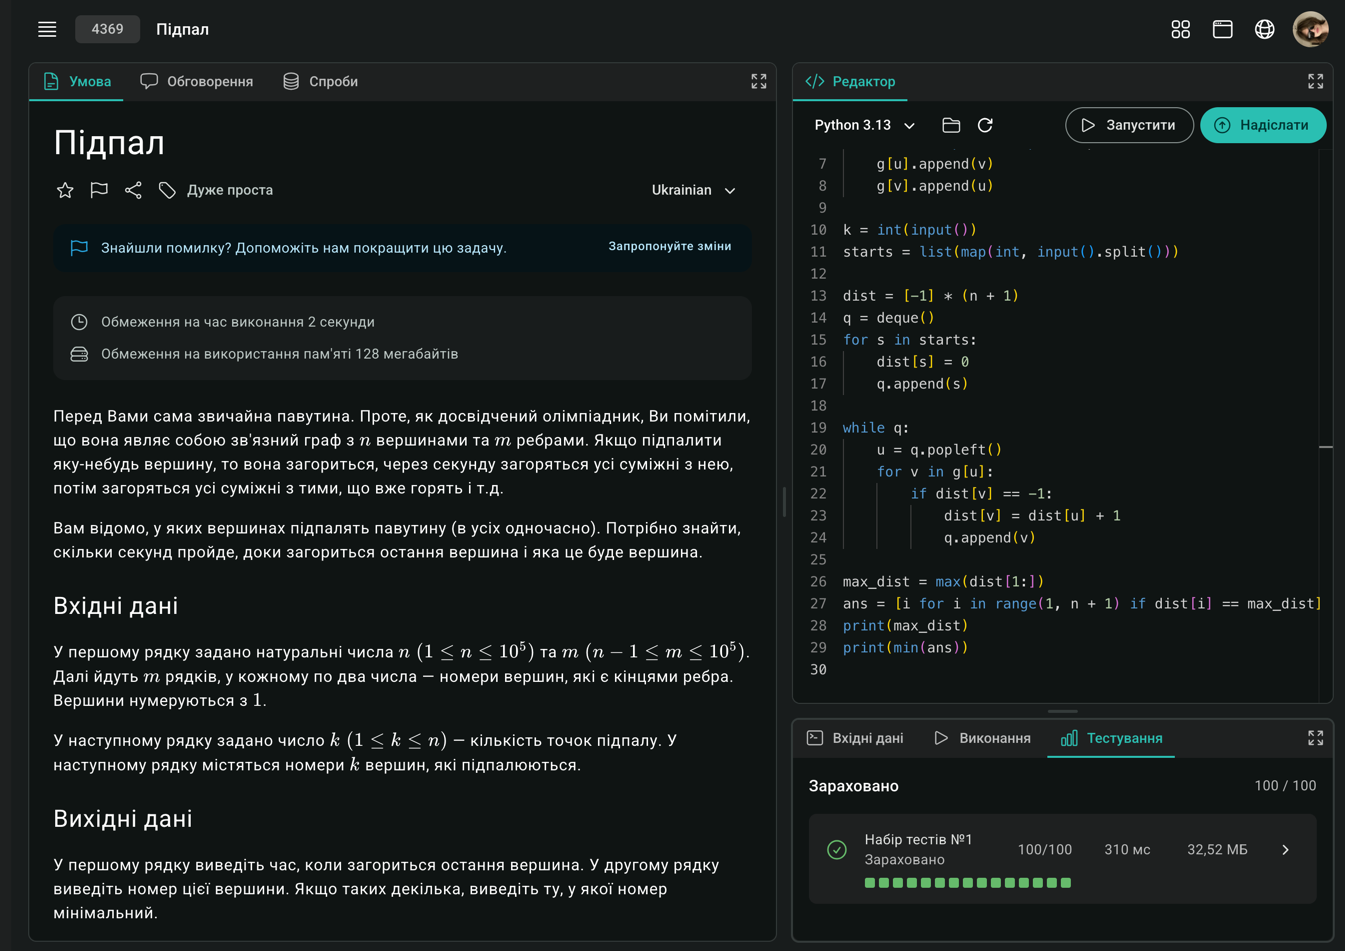 4369 Підпал
Умова Обговорення Спроби
Підпал
Дуже проста Ukrainian
Знайшли помилку? Допоможіть нам покращити цю задачу. Запропонуйте зміни
Обмеження на час виконання 2 секунди
Обмеження на використання пам'яті 128 мегабайтів
Перед Вами сама звичайна павутина. Проте, як досвідчений олімпіадник, Ви помітили,
що вона являє собою зв'язний граф з n вершинами та m ребрами. Якщо підпалити
яку-небудь вершину, то вона загориться, через секунду загоряться усі суміжні з нею,
потім загоряться усі суміжні з тими, що вже горять і т.д.
Вам відомо, у яких вершинах підпалять павутину (в усіх одночасно). Потрібно знайти,
скільки секунд пройде, доки загориться остання вершина і яка це буде вершина.
Вхідні дані
У першому рядку задано натуральні числа n (1 ≤ n ≤ 10⁵) та m (n − 1 ≤ m ≤ 10⁵).
Далі йдуть m рядків, у кожному по два числа — номери вершин, які є кінцями ребра.
Вершини нумеруються з 1.
У наступному рядку задано число k (1 ≤ k ≤ n) — кількість точок підпалу. У
наступному рядку містяться номери k вершин, які підпалюються.
Вихідні дані
У першому рядку виведіть час, коли загориться остання вершина. У другому рядку
виведіть номер цієї вершини. Якщо таких декілька, виведіть ту, у якої номер
мінімальний.
Редактор
Python 3.13 Запустити Надіслати
7 g[u].append(v)
8 g[v].append(u)
9
10 k = int(input())
11 starts = list(map(int, input().split()))
12
13 dist = [-1] * (n + 1)
14 q = deque()
15 for s in starts:
16 dist[s] = 0
17 q.append(s)
18
19 while q:
20 u = q.popleft()
21 for v in g[u]:
22 if dist[v] == -1:
23 dist[v] = dist[u] + 1
24 q.append(v)
25
26 max_dist = max(dist[1:])
27 ans = [i for i in range(1, n + 1) if dist[i] == max_dist]
28 print(max_dist)
29 print(min(ans))
30
Вхідні дані Виконання Тестування
Зараховано 100 / 100
Набір тестів №1 100/100 310 мс 32,52 МБ
Зараховано